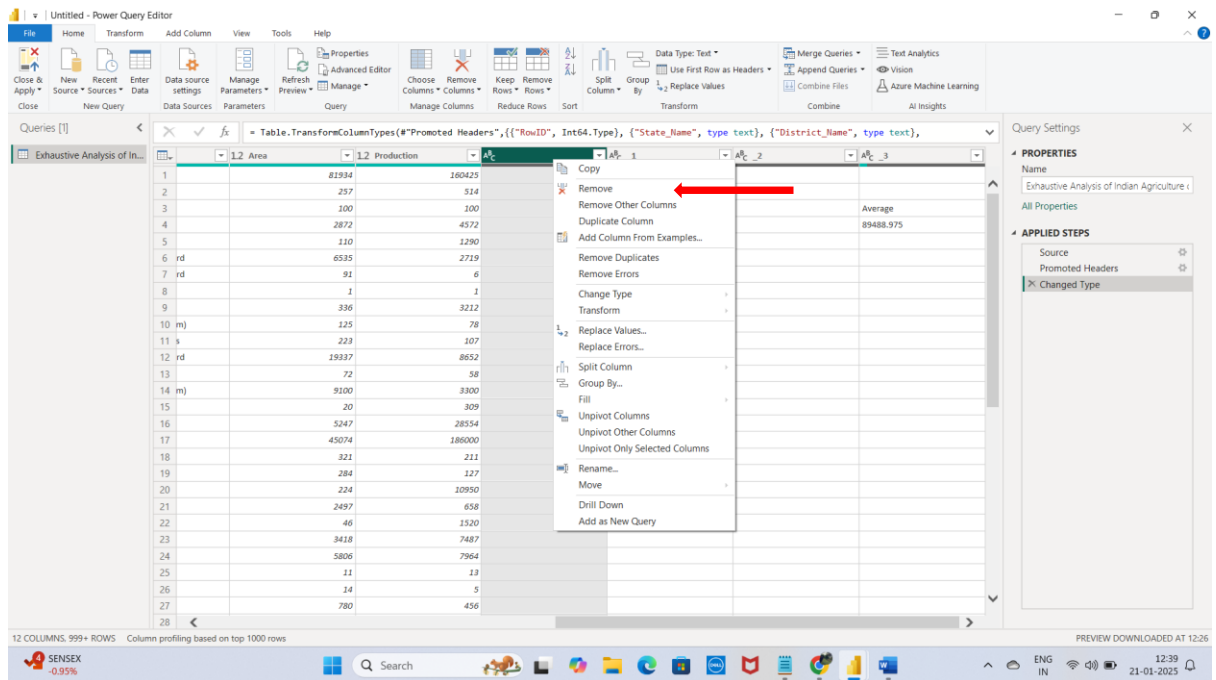 Untitled - Power Query Editor
File Home Transform Add Column View Tools Help
Close & Apply
New Source
Recent Sources
Enter Data
Data source settings
Manage Parameters
Refresh Preview
Properties
Advanced Editor
Manage
Choose Columns
Remove Columns
Keep Rows
Remove Rows
Split Column
Group By
Data Type: Text
Use First Row as Headers
Replace Values
Merge Queries
Append Queries
Combine Files
Text Analytics
Vision
Azure Machine Learning
Close New Query Data Sources Parameters Query Manage Columns Reduce Rows Sort Transform Combine AI Insights
Queries [1]
Exhaustive Analysis of In...
= Table.TransformColumnTypes(#"Promoted Headers",{{"RowID", Int64.Type}, {"State_Name", type text}, {"District_Name", type text},
1.2 Area 1.2 Production ABC ABC _1 ABC _2 ABC _3
1 81934 160425
2 257 514
3 100 100 Average
4 2872 4572 89488.975
5 110 1290
6 rd 6535 2719
7 rd 91 6
8 1 1
9 336 3212
10 m) 125 78
11 s 223 107
12 rd 19337 8652
13 72 58
14 m) 9100 3300
15 20 309
16 5247 28554
17 45074 186000
18 321 211
19 284 127
20 224 10950
21 2497 658
22 46 1520
23 3418 7487
24 5806 7964
25 11 13
26 14 5
27 780 456
28
Copy
Remove
Remove Other Columns
Duplicate Column
Add Column From Examples...
Remove Duplicates
Remove Errors
Change Type
Transform
Replace Values...
Replace Errors...
Split Column
Group By...
Fill
Unpivot Columns
Unpivot Other Columns
Unpivot Only Selected Columns
Rename...
Move
Drill Down
Add as New Query
Query Settings
PROPERTIES
Name
Exhaustive Analysis of Indian Agriculture
All Properties
APPLIED STEPS
Source
Promoted Headers
Changed Type
12 COLUMNS, 999+ ROWS Column profiling based on top 1000 rows
PREVIEW DOWNLOADED AT 12:26
4 SENSEX
-0.95%
Search
DELL
ENG
IN
12:39
21-01-2025